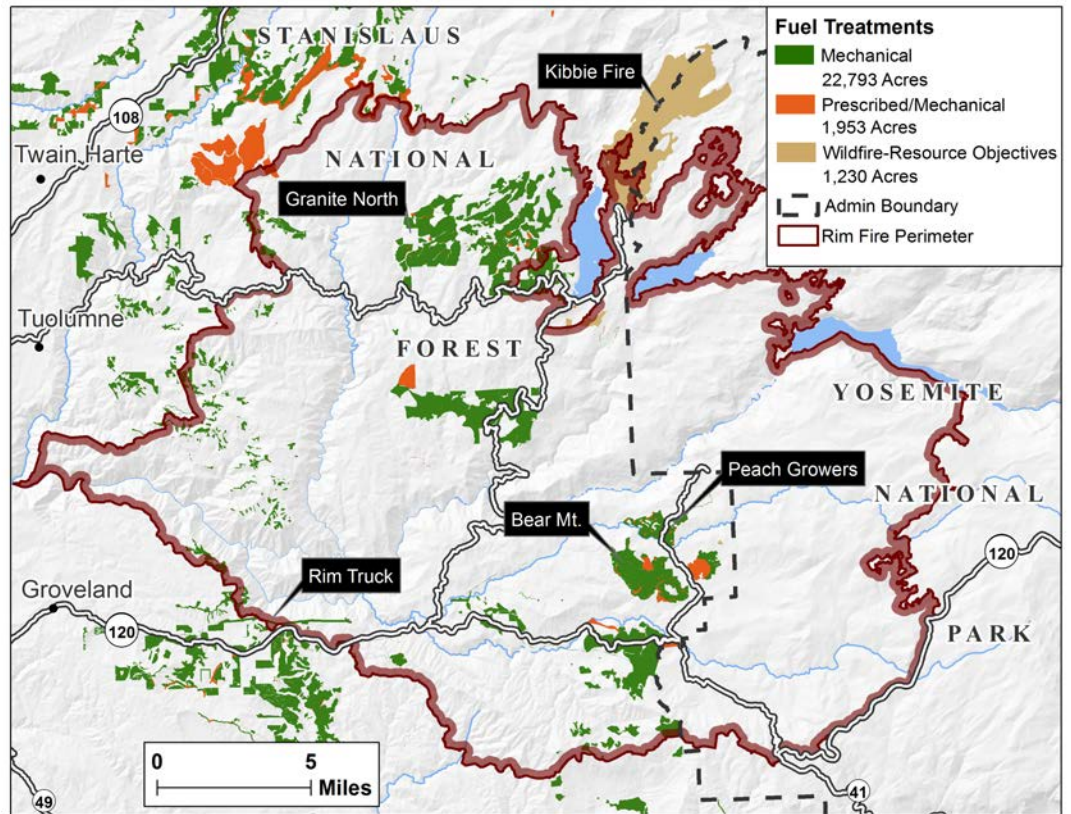 STANISLAUS
NATIONAL
FOREST
Kibbie Fire
Fuel Treatments
Mechanical
22,793 Acres
Prescribed/Mechanical
1,953 Acres
Wildfire-Resource Objectives
1,230 Acres
Admin Boundary
Rim Fire Perimeter
108
Twain Harte
Granite North
Tuolumne
YOSEMITE
NATIONAL
PARK
Peach Growers
Bear Mt.
Rim Truck
Groveland
120
120
0 5
Miles
49
41